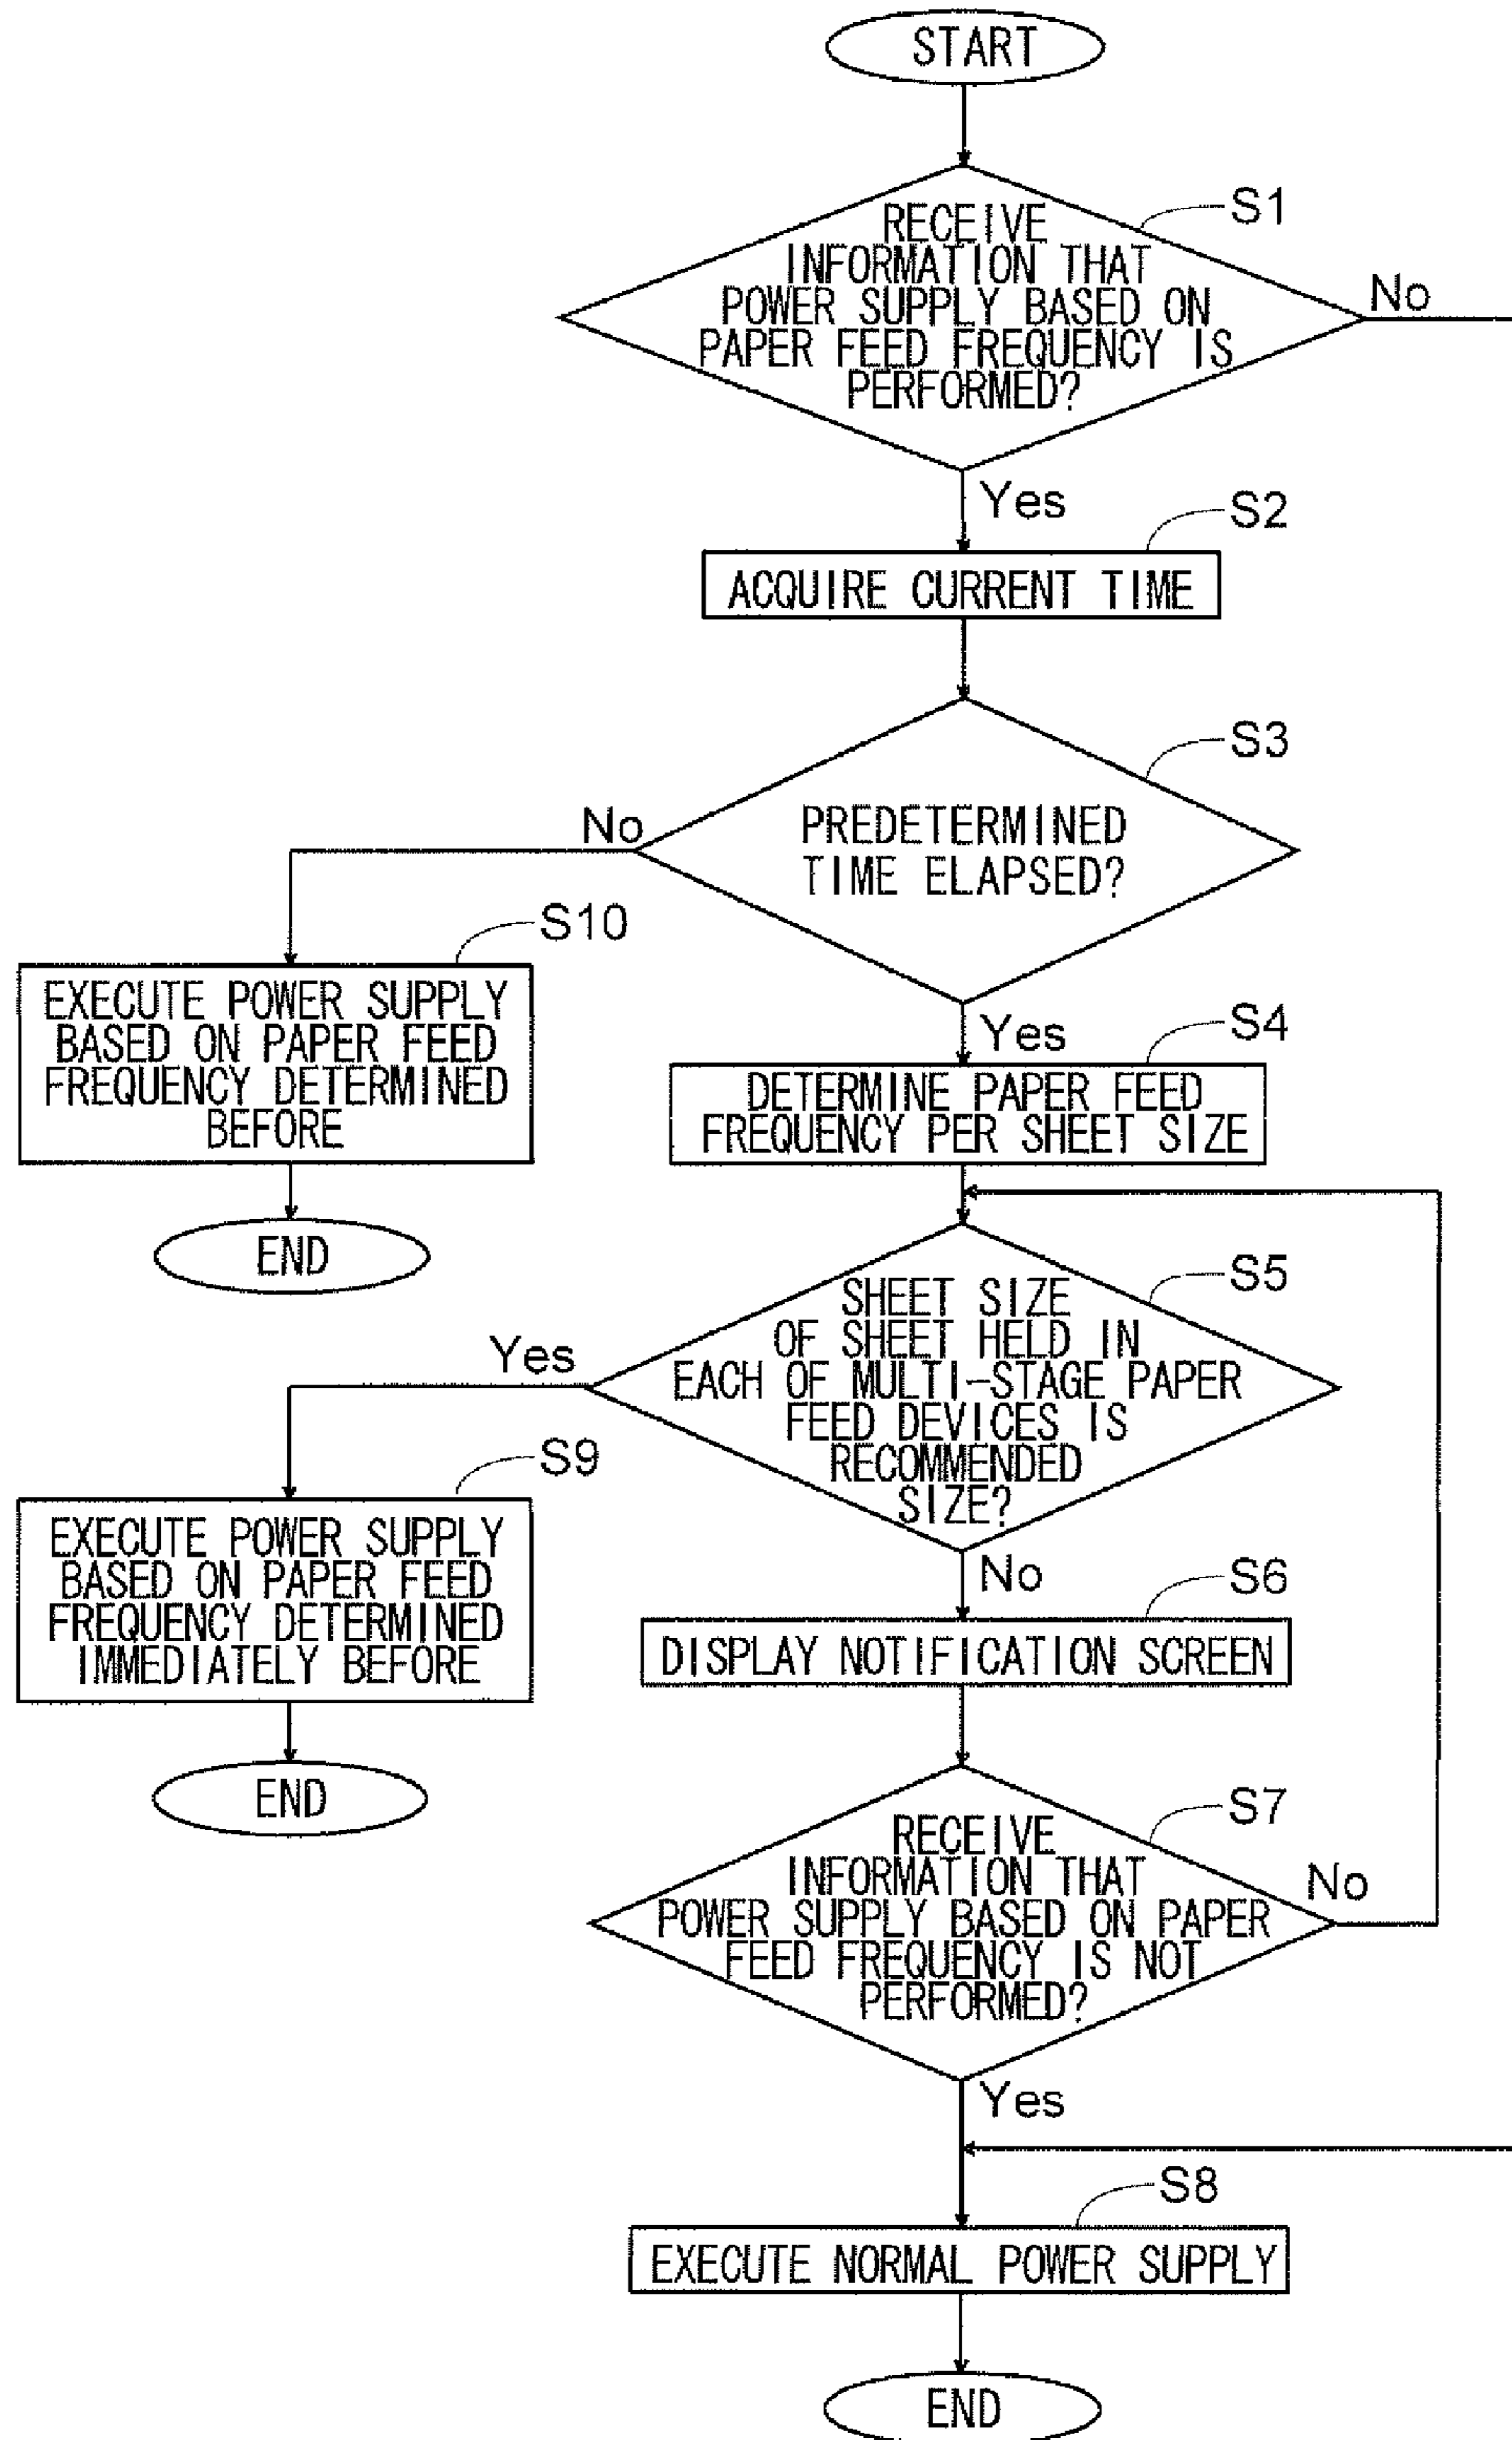 START
S1
RECEIVE
INFORMATION THAT
POWER SUPPLY BASED ON
PAPER FEED FREQUENCY IS
PERFORMED?
No
Yes
S2
ACQUIRE CURRENT TIME
S3
PREDETERMINED
TIME ELAPSED?
No
S10
EXECUTE POWER SUPPLY
BASED ON PAPER FEED
FREQUENCY DETERMINED
BEFORE
END
Yes
S4
DETERMINE PAPER FEED
FREQUENCY PER SHEET SIZE
S5
SHEET SIZE
OF SHEET HELD IN
EACH OF MULTI-STAGE PAPER
FEED DEVICES IS
RECOMMENDED
SIZE?
Yes
S9
EXECUTE POWER SUPPLY
BASED ON PAPER FEED
FREQUENCY DETERMINED
IMMEDIATELY BEFORE
END
No
S6
DISPLAY NOTIFICATION SCREEN
S7
RECEIVE
INFORMATION THAT
POWER SUPPLY BASED ON PAPER
FEED FREQUENCY IS NOT
PERFORMED?
No
Yes
S8
EXECUTE NORMAL POWER SUPPLY
END